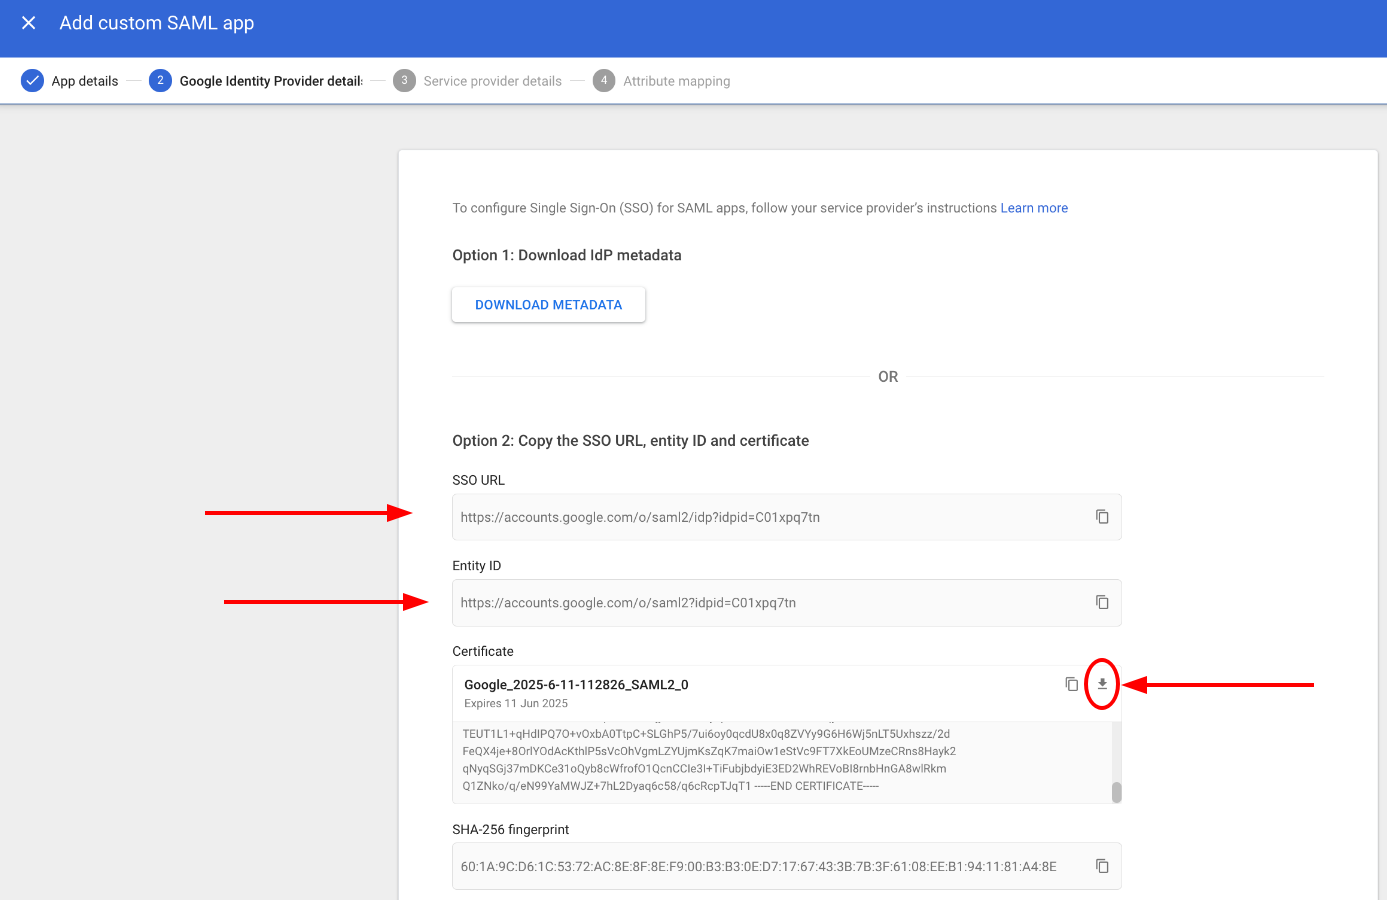 Add custom SAML app
App details
2 Google Identity Provider details
3 Service provider details
4 Attribute mapping
To configure Single Sign-On (SSO) for SAML apps, follow your service provider's instructions Learn more
Option 1: Download IdP metadata
DOWNLOAD METADATA
OR
Option 2: Copy the SSO URL, entity ID and certificate
SSO URL
https://accounts.google.com/o/saml2/idp?idpid=C01xpq7tn
Entity ID
https://accounts.google.com/o/saml2?idpid=C01xpq7tn
Certificate
Google_2025-6-11-112826_SAML2_0
Expires 11 Jun 2025
TEUT1L1+qHdIPQ7O+vOxbA0TtpC+SLGhP5/7ui6oy0qcdU8x0q8ZVYy9G6H6Wj5nLT5Uxhszz/2d
FeQX4je+8OrlYOdAcKthlP5sVcOhVgmLZYUjmKsZqK7maiOw1eStVc9FT7XkEoUMzeCRns8Hayk2
qNyqSGj37mDKCe31oQyb8cWfrofO1QcnCCIe3I+TiFubjbdyiE3ED2WhREVoBI8rnbHnGA8wlRkm
Q1ZNko/q/eN99YaMWJZ+7hL2Dyaq6c58/q6cRcpTJqT1 -----END CERTIFICATE-----
SHA-256 fingerprint
60:1A:9C:D6:1C:53:72:AC:8E:8F:8E:F9:00:B3:B3:0E:D7:17:67:43:3B:7B:3F:61:08:EE:B1:94:11:81:A4:8E